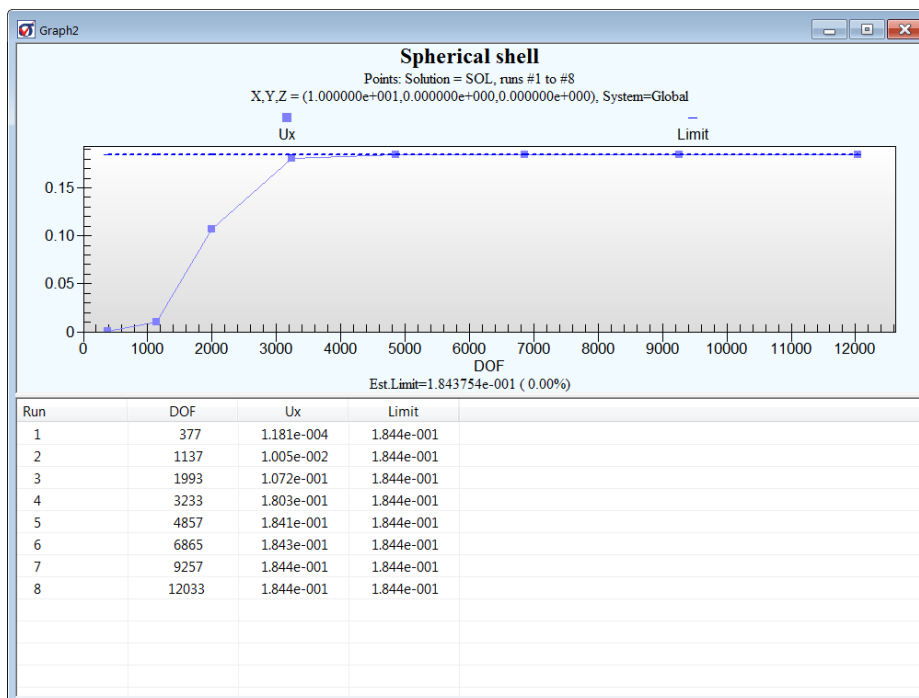 Graph2
Spherical shell
Points: Solution = SOL, runs #1 to #8
X,Y,Z = (1.000000e+001,0.000000e+000,0.000000e+000), System=Global
Ux Limit
0.15
0.10
0.05
0
0 1000 2000 3000 4000 5000 6000 7000 8000 9000 10000 11000 12000
DOF
Est.Limit=1.843754e-001 ( 0.00%)
Run DOF Ux Limit
1 377 1.181e-004 1.844e-001
2 1137 1.005e-002 1.844e-001
3 1993 1.072e-001 1.844e-001
4 3233 1.803e-001 1.844e-001
5 4857 1.841e-001 1.844e-001
6 6865 1.843e-001 1.844e-001
7 9257 1.844e-001 1.844e-001
8 12033 1.844e-001 1.844e-001